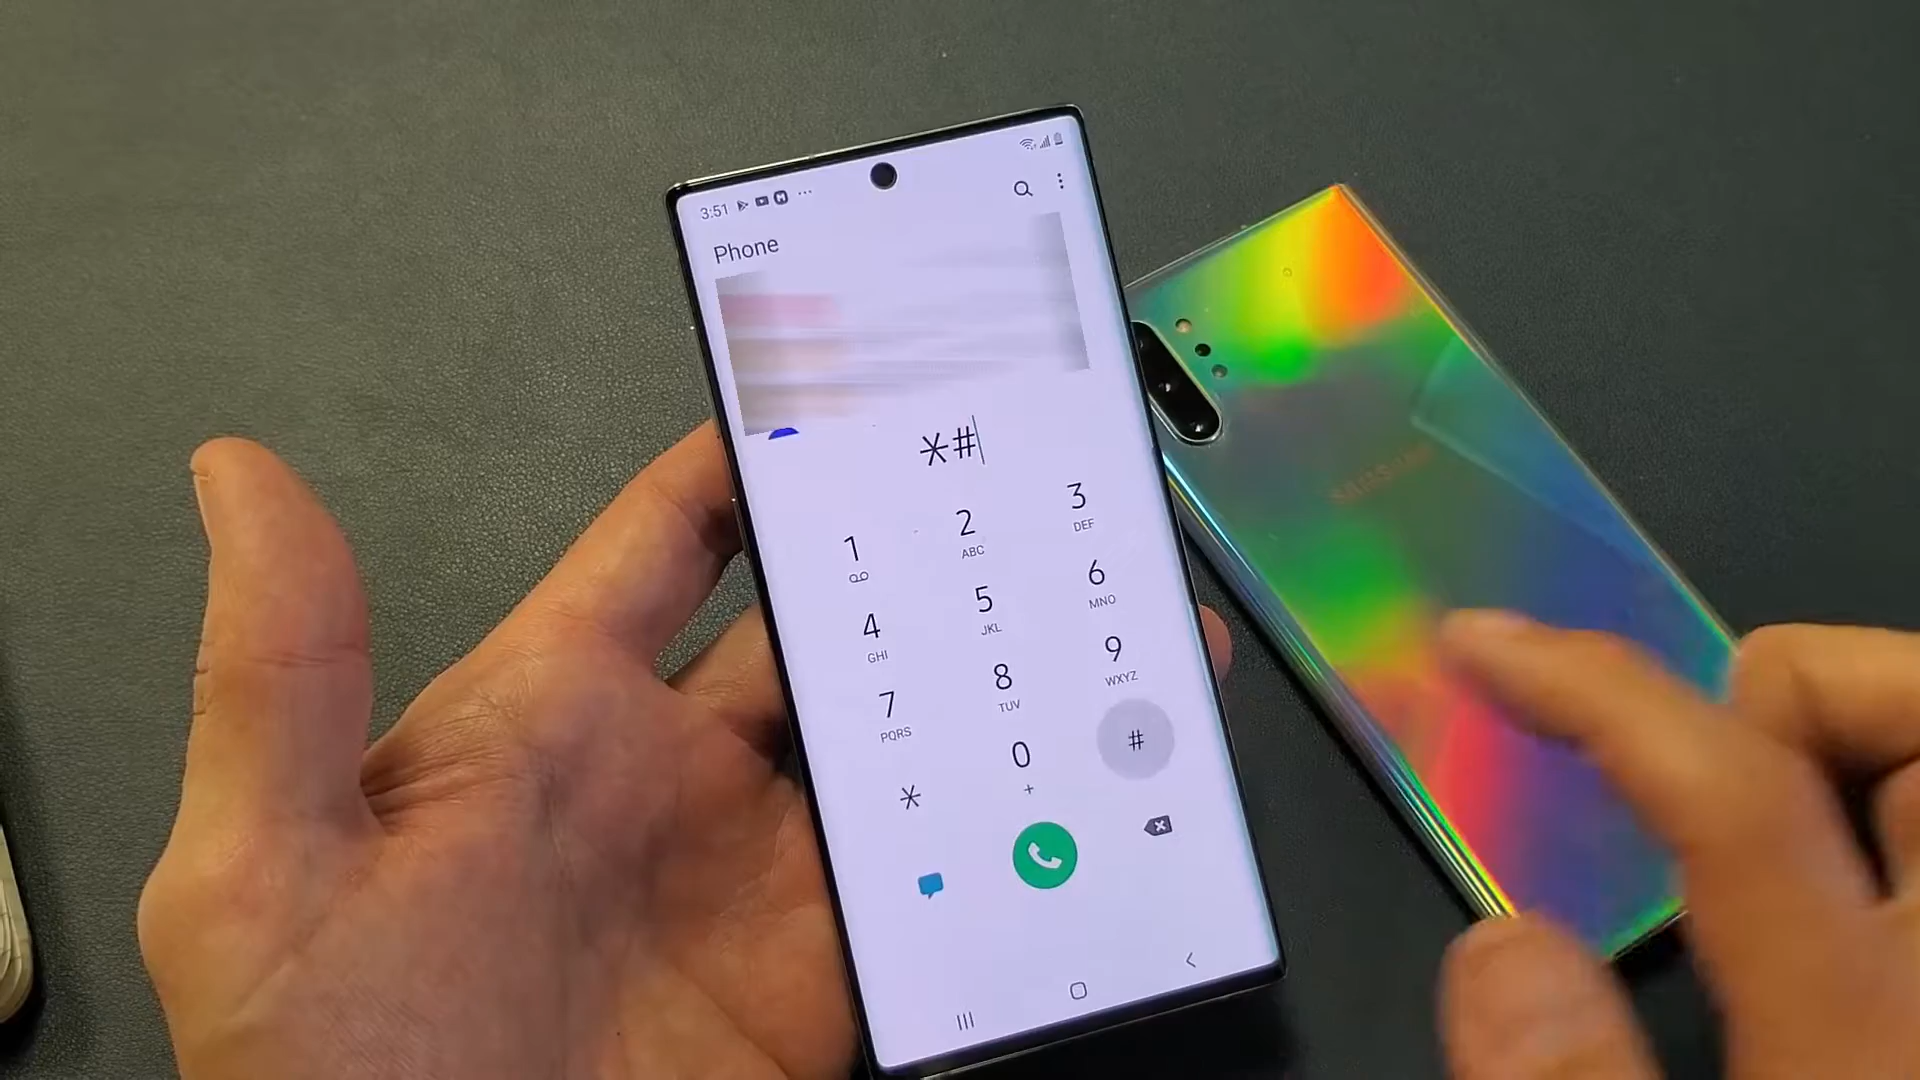 3:51
Phone
*#
1
2 ABC
3 DEF
4 GHI
5 JKL
6 MNO
7 PQRS
8 TUV
9 WXYZ
*
0 +
#
SAMSUNG